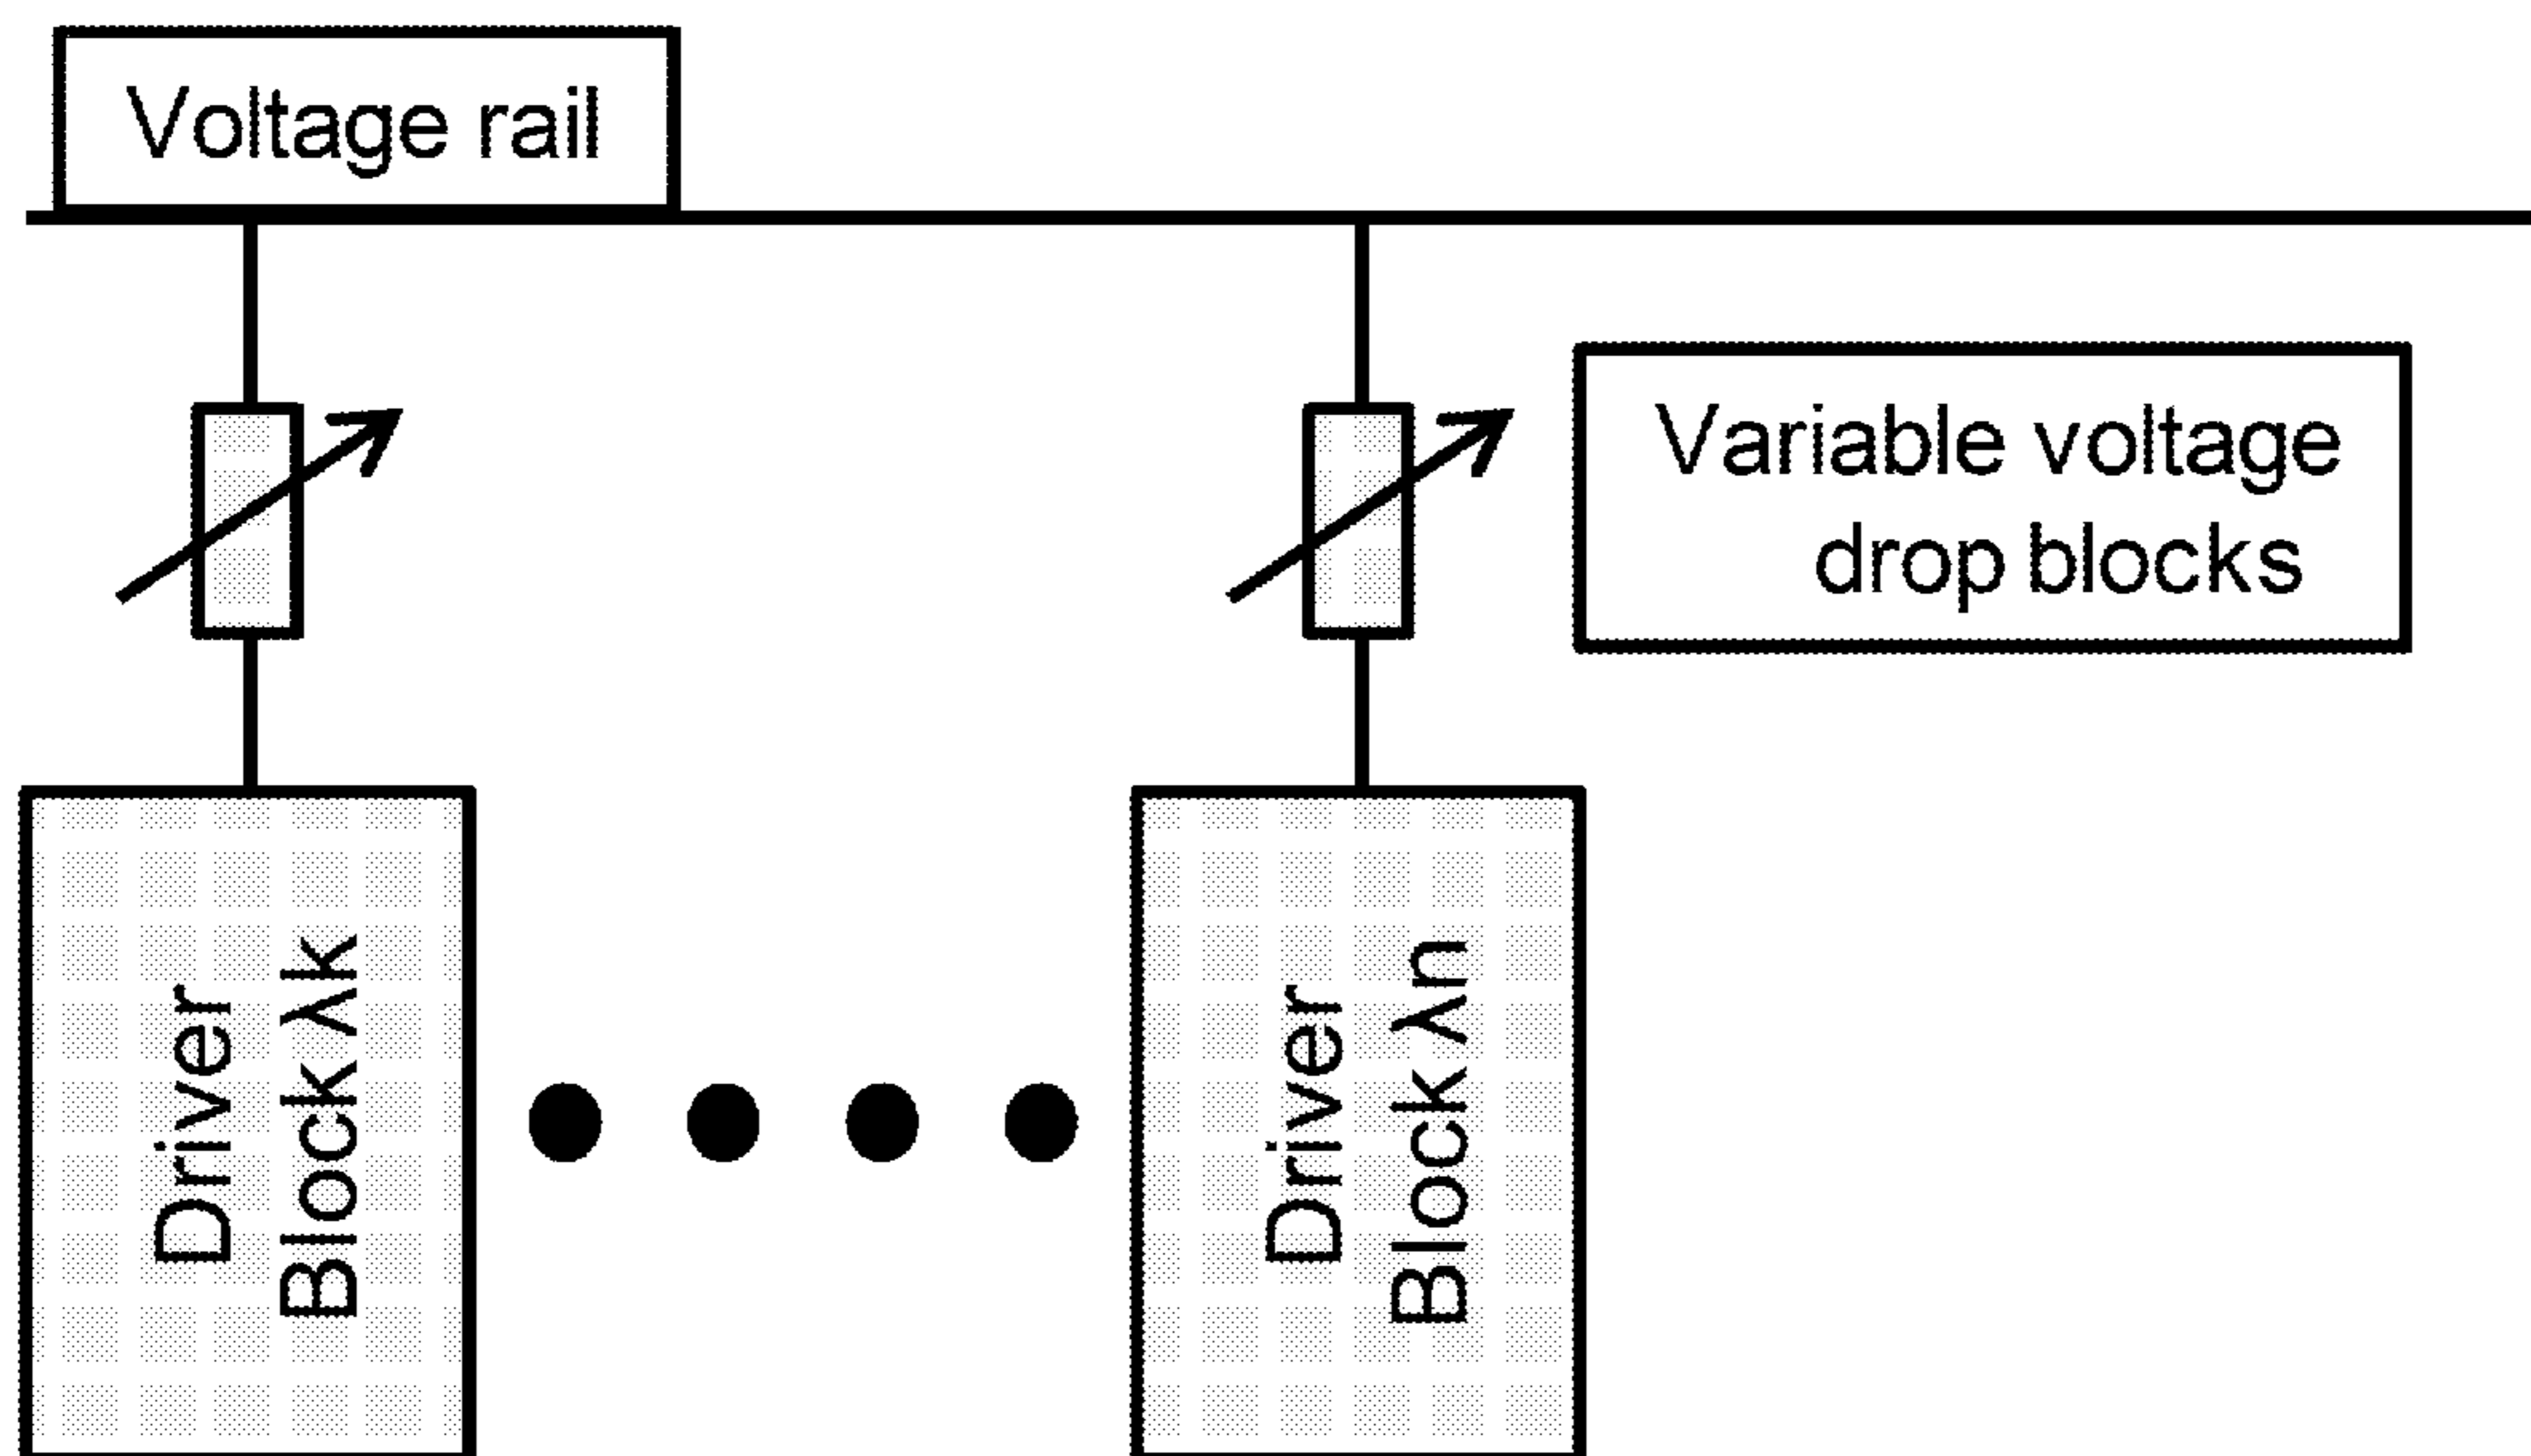 Voltage rail
Variable voltage
drop blocks
Driver
Block λk
Driver
Block λn